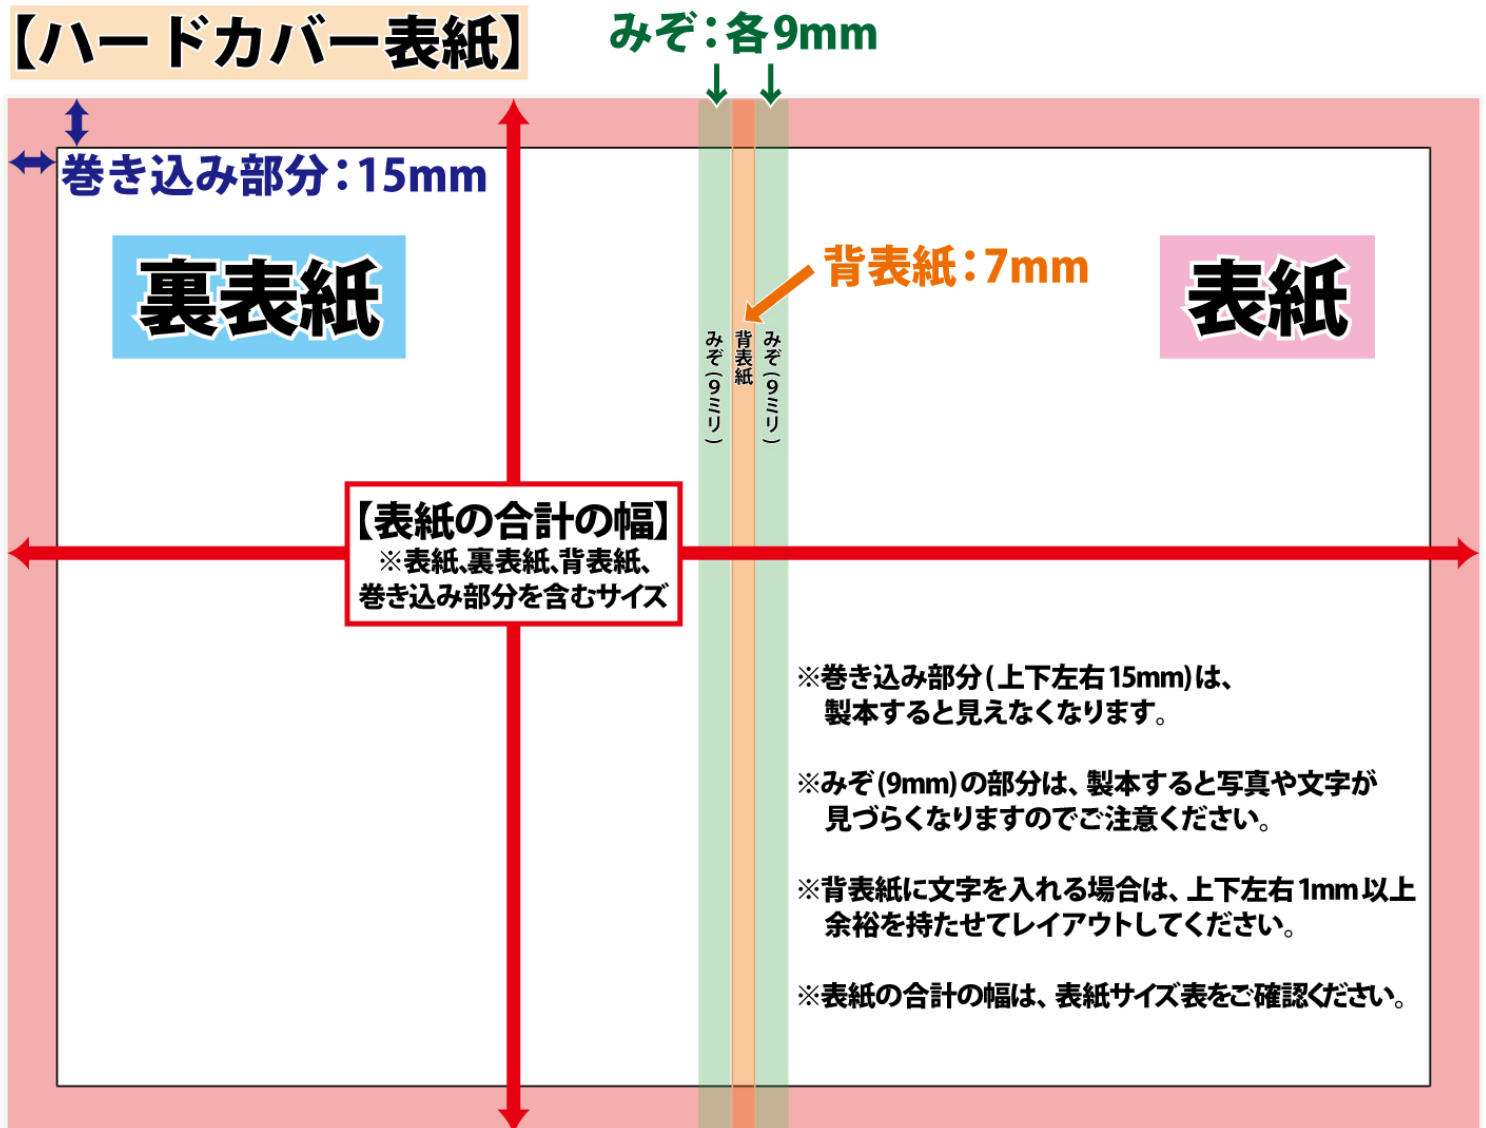 【ハードカバー表紙】
みぞ：各9mm
巻き込み部分：15mm
裏表紙
背表紙：7mm
表紙
みぞ（9ミリ）
背表紙
みぞ（9ミリ）
【表紙の合計の幅】
※表紙、裏表紙、背表紙、
巻き込み部分を含むサイズ
※巻き込み部分(上下左右15mm)は、
製本すると見えなくなります。
※みぞ(9mm)の部分は、製本すると写真や文字が
見づらくなりますのでご注意ください。
※背表紙に文字を入れる場合は、上下左右1mm以上
余裕を持たせてレイアウトしてください。
※表紙の合計の幅は、表紙サイズ表をご確認ください。